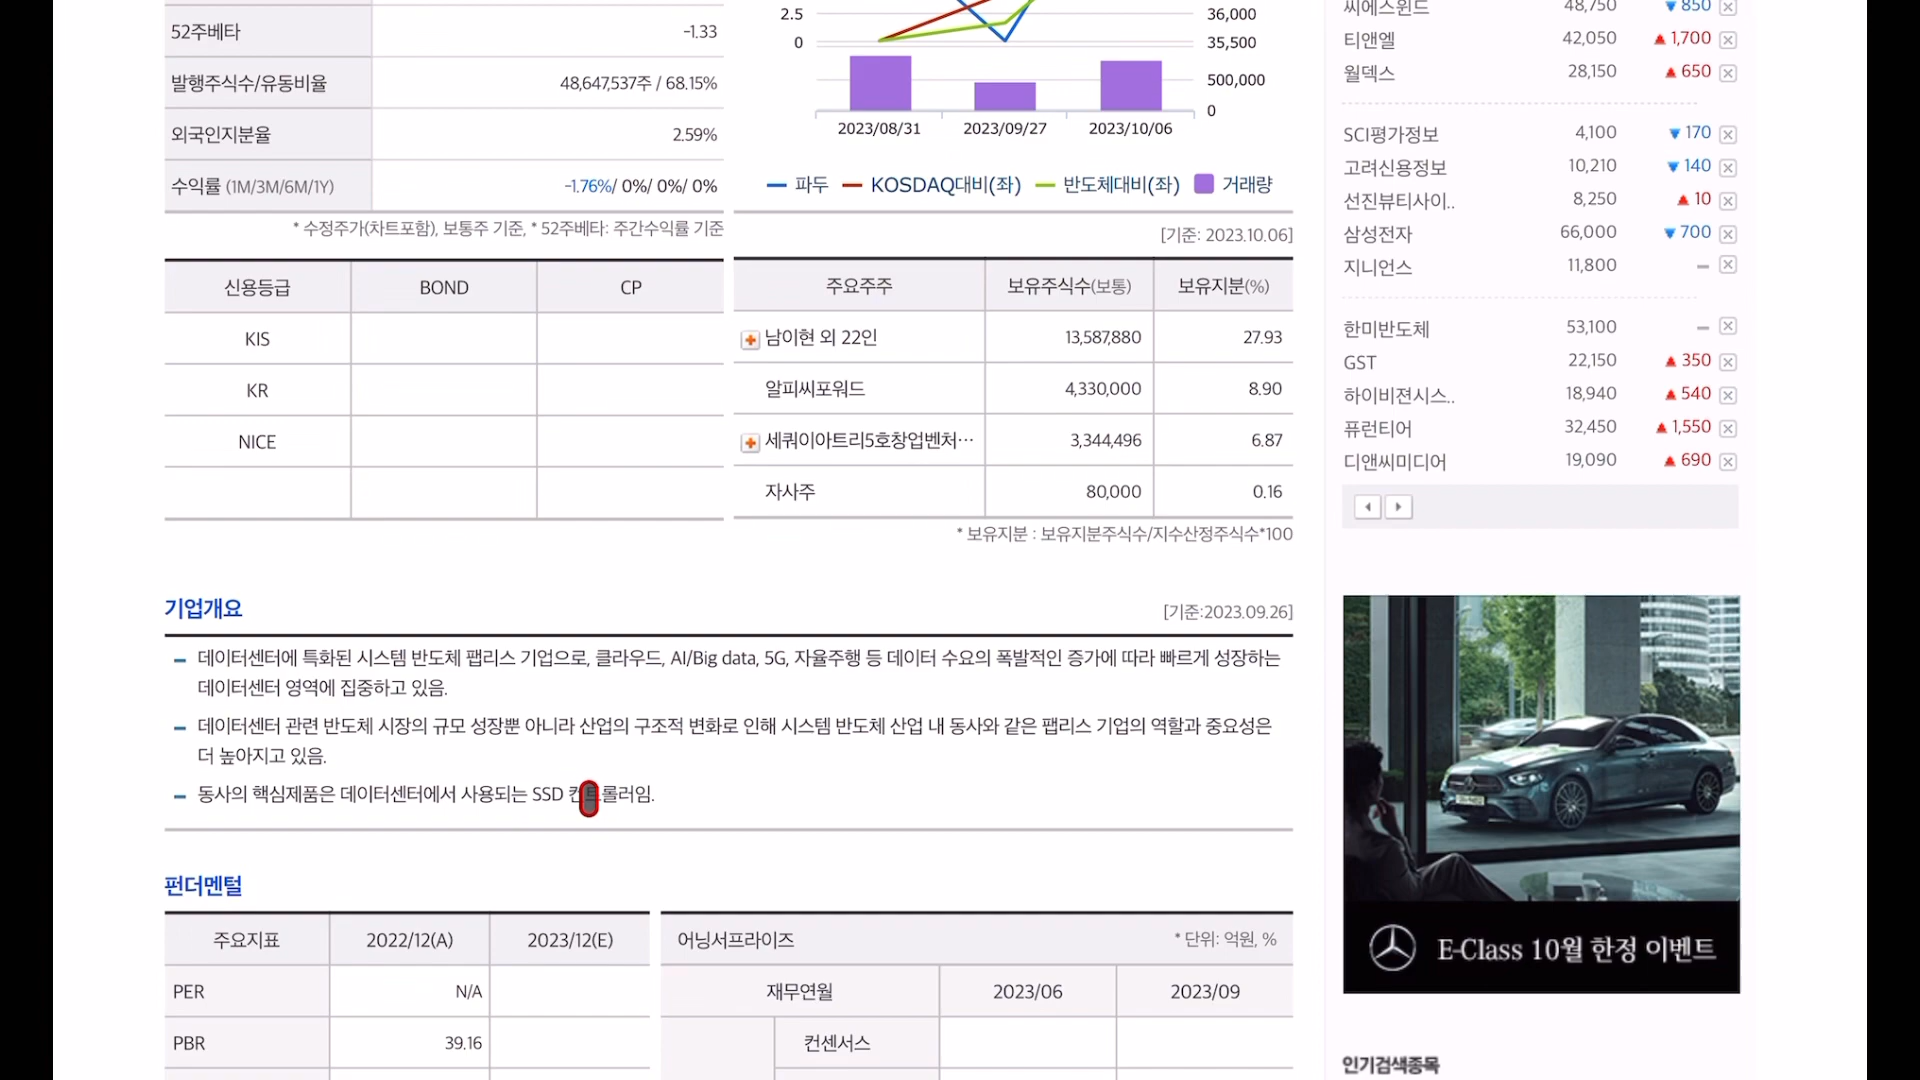 52주베타 -1.33
발행주식수/유동비율 48,647,537주 / 68.15%
외국인지분율 2.59%
수익률 (1M/3M/6M/1Y) -1.76%/ 0%/ 0%/ 0%
* 수정주가(차트포함), 보통주 기준, * 52주베타: 주간수익률 기준
2.5 36,000
0 35,500
500,000
0
2023/08/31 2023/09/27 2023/10/06
파두 KOSDAQ대비(좌) 반도체대비(좌) 거래량
[기준: 2023.10.06]
신용등급 BOND CP
KIS
KR
NICE
주요주주 보유주식수(보통) 보유지분(%)
남이현 외 22인 13,587,880 27.93
알피씨포워드 4,330,000 8.90
세쿼이아트리5호창업벤처… 3,344,496 6.87
자사주 80,000 0.16
* 보유지분 : 보유지분주식수/지수산정주식수*100
기업개요 [기준:2023.09.26]
데이터센터에 특화된 시스템 반도체 팹리스 기업으로, 클라우드, AI/Big data, 5G, 자율주행 등 데이터 수요의 폭발적인 증가에 따라 빠르게 성장하는
데이터센터 영역에 집중하고 있음.
데이터센터 관련 반도체 시장의 규모 성장뿐 아니라 산업의 구조적 변화로 인해 시스템 반도체 산업 내 동사와 같은 팹리스 기업의 역할과 중요성은
더 높아지고 있음.
동사의 핵심제품은 데이터센터에서 사용되는 SSD 컨트롤러임.
펀더멘털
주요지표 2022/12(A) 2023/12(E)
PER N/A
PBR 39.16
어닝서프라이즈 * 단위: 억원, %
재무연월 2023/06 2023/09
컨센서스
씨에스윈드 48,750 ▼850
티앤엘 42,050 ▲1,700
월덱스 28,150 ▲650
SCI평가정보 4,100 ▼170
고려신용정보 10,210 ▼140
선진뷰티사이.. 8,250 ▲10
삼성전자 66,000 ▼700
지니언스 11,800 –
한미반도체 53,100 –
GST 22,150 ▲350
하이비젼시스.. 18,940 ▲540
퓨런티어 32,450 ▲1,550
디앤씨미디어 19,090 ▲690
E-Class 10월 한정 이벤트
인기검색종목